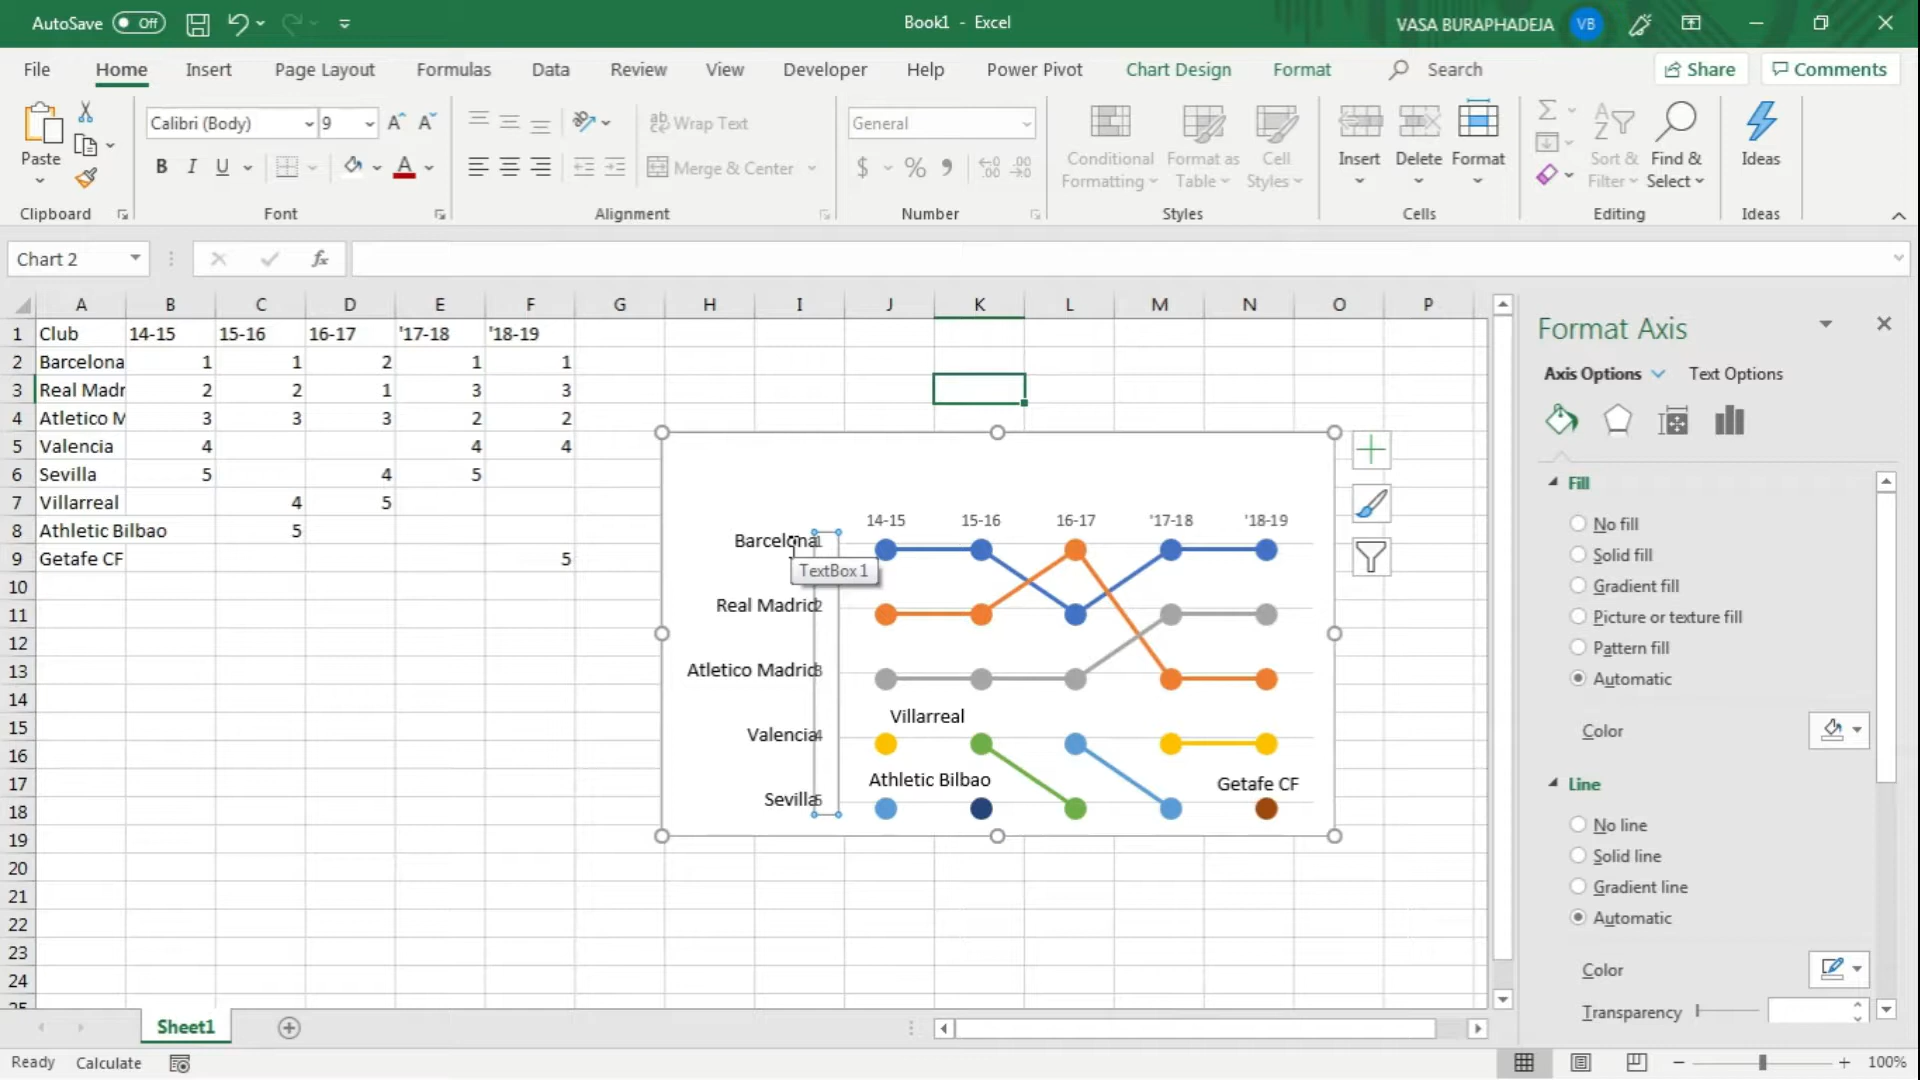 AutoSave Off
Book1 - Excel
VASA BURAPHADEJA VB
File Home Insert Page Layout Formulas Data Review View Developer Help Power Pivot Chart Design Format Search Share Comments
Paste
Calibri (Body) 9
Wrap Text
General
Conditional Formatting
Format as Table
Cell Styles
Insert Delete Format
Sort & Filter
Find & Select
Ideas
B I U
Merge & Center
$ % 9
Clipboard Font Alignment Number Styles Cells Editing Ideas
Chart 2
fx
A B C D E F G H I J K L M N O P
1 Club 14-15 15-16 16-17 '17-18 '18-19
2 Barcelona 1 1 2 1 1
3 Real Madr 2 2 1 3 3
4 Atletico M 3 3 3 2 2
5 Valencia 4 4 4
6 Sevilla 5 4 5
7 Villarreal 4 5
8 Athletic Bilbao 5
9 Getafe CF 5
10
11
12
13
14
15
16
17
18
19
20
21
22
23
24
25
14-15 15-16 16-17 '17-18 '18-19
Barcelona 1
TextBox 1
Real Madrid 2
Atletico Madrid 3
Villarreal
Valencia 4
Athletic Bilbao
Getafe CF
Sevilla 5
Format Axis
Axis Options Text Options
Fill
No fill
Solid fill
Gradient fill
Picture or texture fill
Pattern fill
Automatic
Color
Line
No line
Solid line
Gradient line
Automatic
Color
Transparency
Sheet1
Ready Calculate
100%